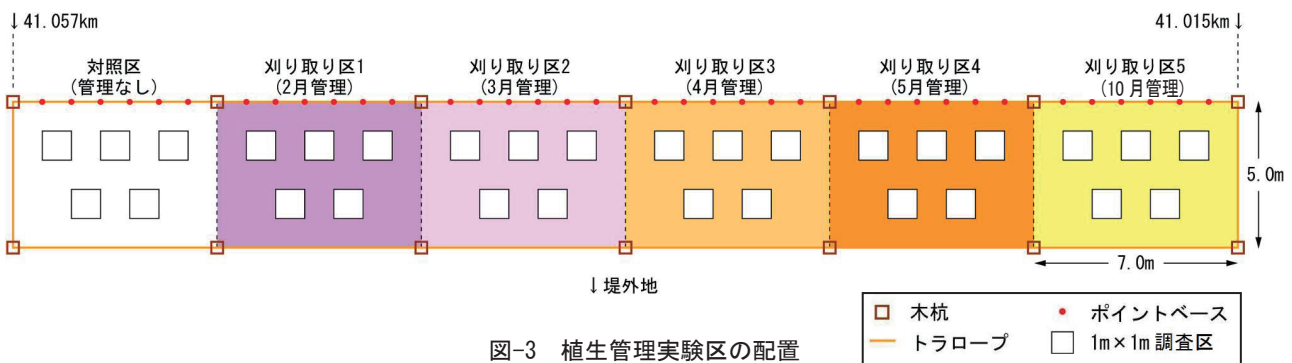 ↓41.057km
41.015km↓
対照区
(管理なし)
刈り取り区1
(2月管理)
刈り取り区2
(3月管理)
刈り取り区3
(4月管理)
刈り取り区4
(5月管理)
刈り取り区5
(10月管理)
5.0m
7.0m
↓堤外地
木杭
ポイントベース
トラロープ
1m×1m調査区
図-3 植生管理実験区の配置